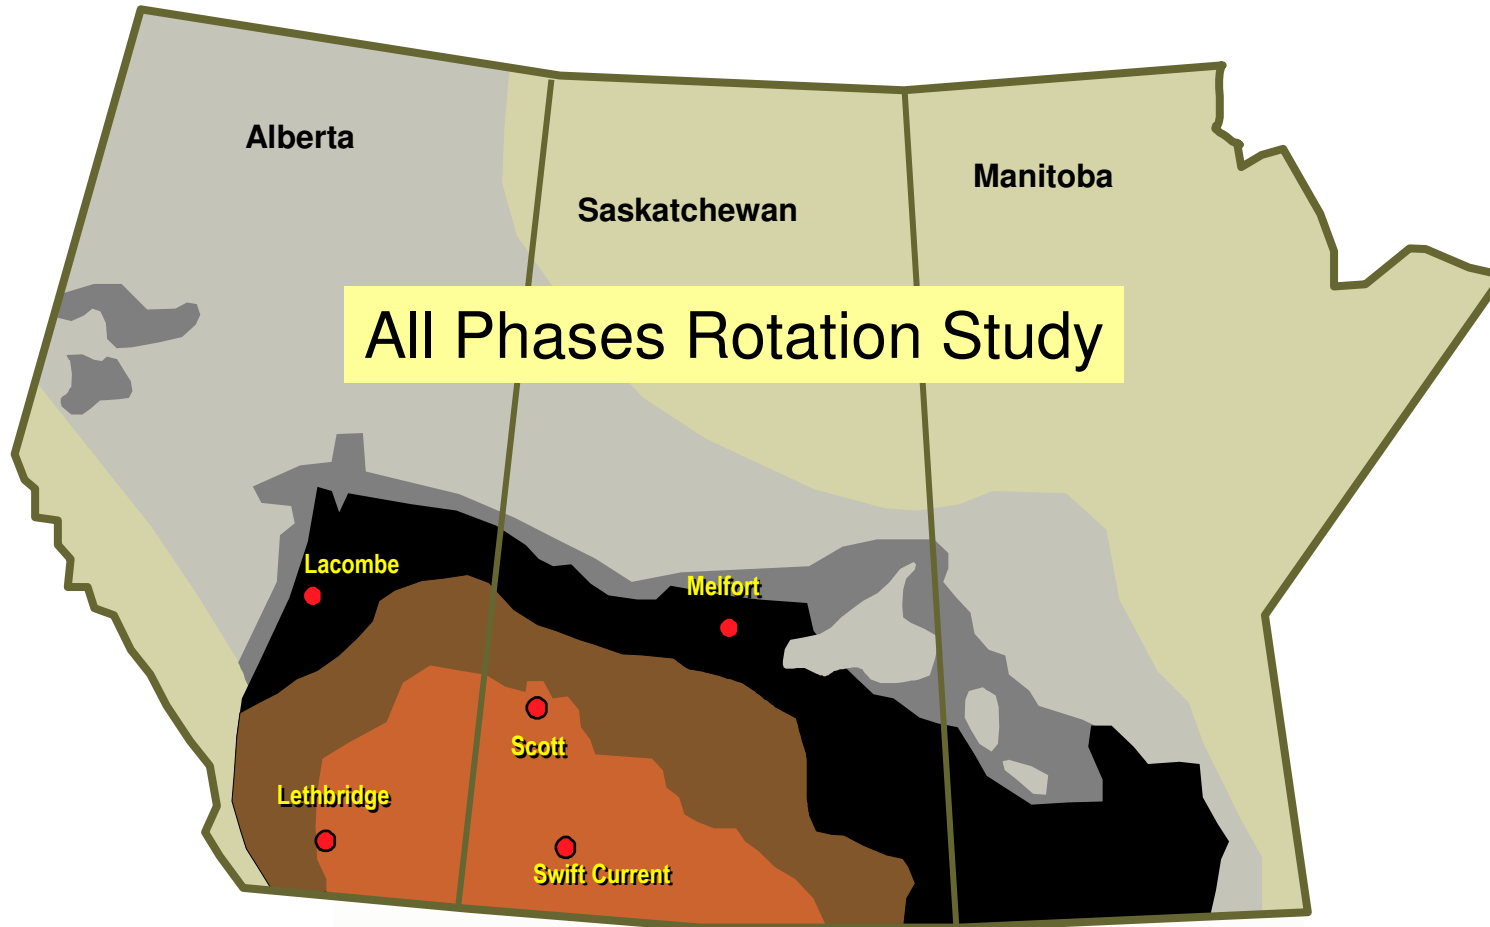 Alberta
Manitoba
Saskatchewan
All Phases Rotation Study
Lacombe
Melfort
Scott
Lethbridge
Swift Current